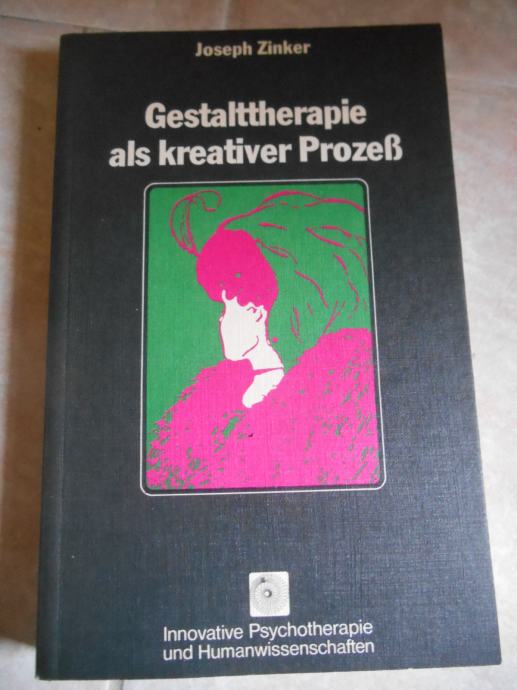 Joseph Zinker
Gestalttherapie
als kreativer Prozeß
Innovative Psychotherapie
und Humanwissenschaften